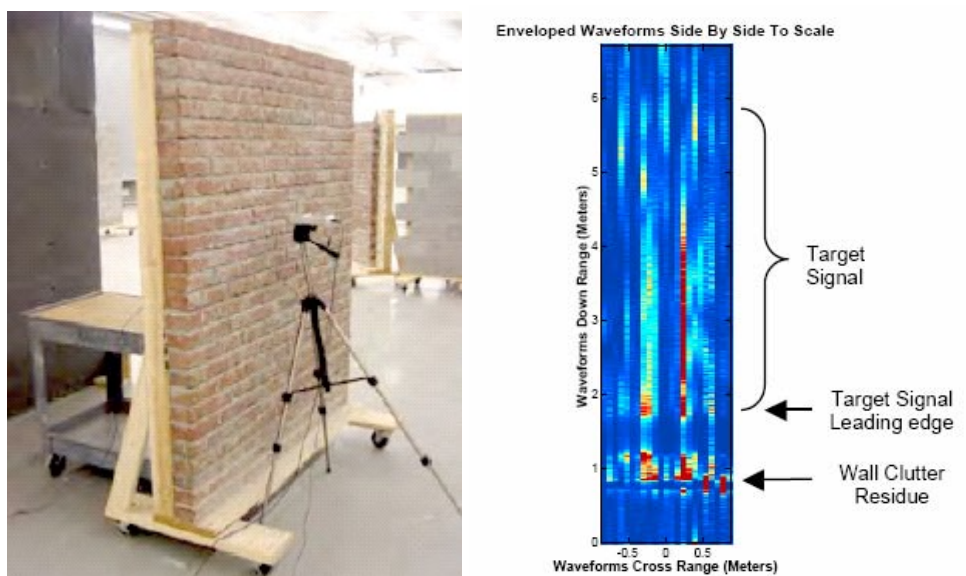 Enveloped Waveforms Side By Side To Scale
Waveforms Down Range (Meters)
6
5
4
3
2
1
0
-0.5 0 0.5
Waveforms Cross Range (Meters)
Target
Signal
Target Signal
Leading edge
Wall Clutter
Residue